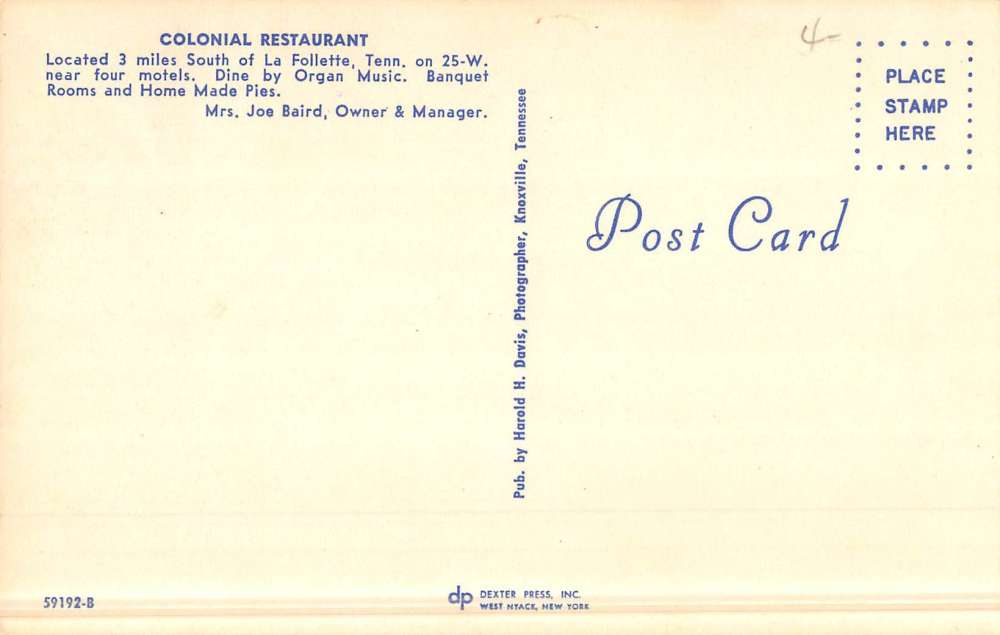 COLONIAL RESTAURANT
Located 3 miles South of La Follette, Tenn. on 25-W.
near four motels. Dine by Organ Music. Banquet
Rooms and Home Made Pies.
Mrs. Joe Baird, Owner & Manager.
Pub. by Harold H. Davis, Photographer, Knoxville, Tennessee
4-
PLACE
STAMP
HERE
Post Card
59192-B
dp DEXTER PRESS, INC.
WEST NYACK, NEW YORK